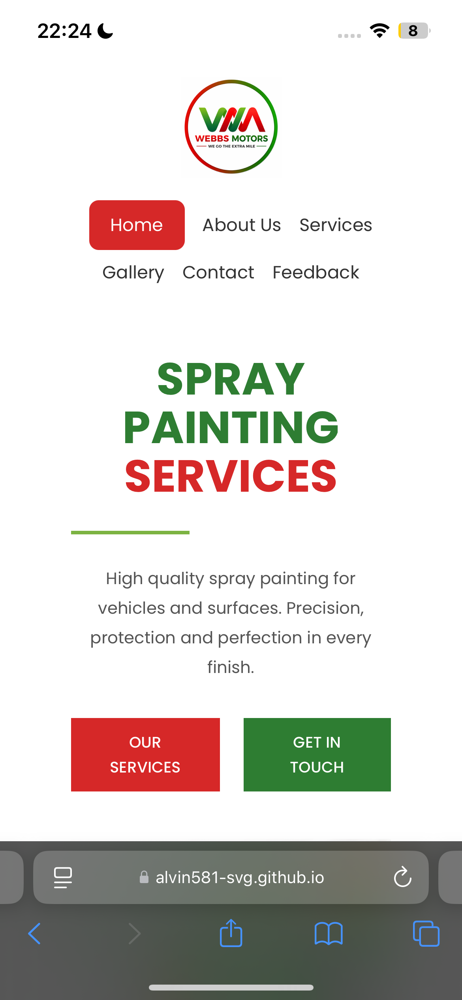 22:24
8
WEBBS MOTORS
WE GO THE EXTRA MILE
Home About Us Services
Gallery Contact Feedback
SPRAY
PAINTING
SERVICES
High quality spray painting for
vehicles and surfaces. Precision,
protection and perfection in every
finish.
OUR
SERVICES
GET IN
TOUCH
alvin581-svg.github.io